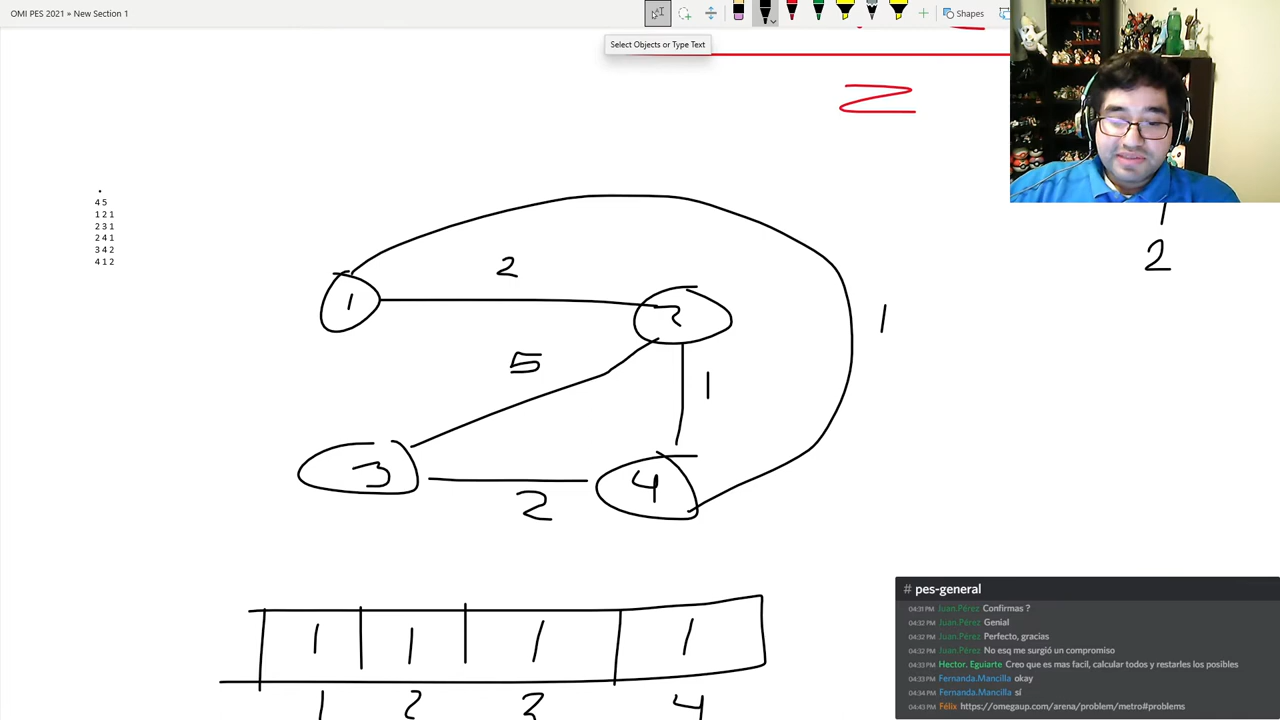 OMI PES 2021 » New Section 1
Shapes
Select Objects or Type Text
2
4 5
1 2 1
2 3 1
2 4 1
3 4 2
4 1 2
1
2
2
1
2
1
5
1
3
4
2
1 1 1 1
1 2 3 4
# pes-general
04:31 PM Juan.Pérez Confirmas ?
04:32 PM Juan.Pérez Genial
04:32 PM Juan.Pérez Perfecto, gracias
04:32 PM Juan.Pérez No esq me surgió un compromiso
04:33 PM Hector. Eguiarte Creo que es mas facil, calcular todos y restarles los posibles
04:33 PM Fernanda.Mancilla okay
04:34 PM Fernanda.Mancilla sí
04:43 PM Félix https://omegaup.com/arena/problem/metro#problems